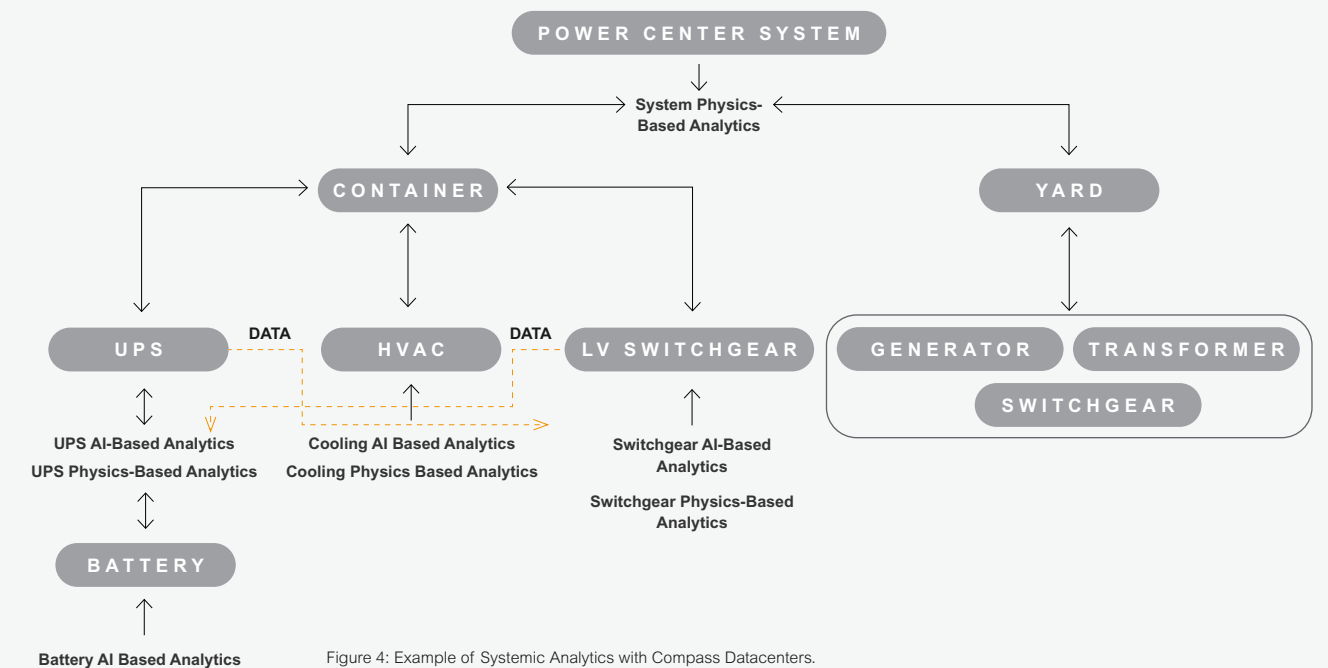 POWER CENTER SYSTEM
System Physics-
Based Analytics
CONTAINER
YARD
UPS
DATA
HVAC
DATA
LV SWITCHGEAR
GENERATOR
TRANSFORMER
SWITCHGEAR
UPS AI-Based Analytics
UPS Physics-Based Analytics
Cooling AI Based Analytics
Cooling Physics Based Analytics
Switchgear AI-Based
Analytics
Switchgear Physics-Based
Analytics
BATTERY
Battery AI Based Analytics
Figure 4: Example of Systemic Analytics with Compass Datacenters.